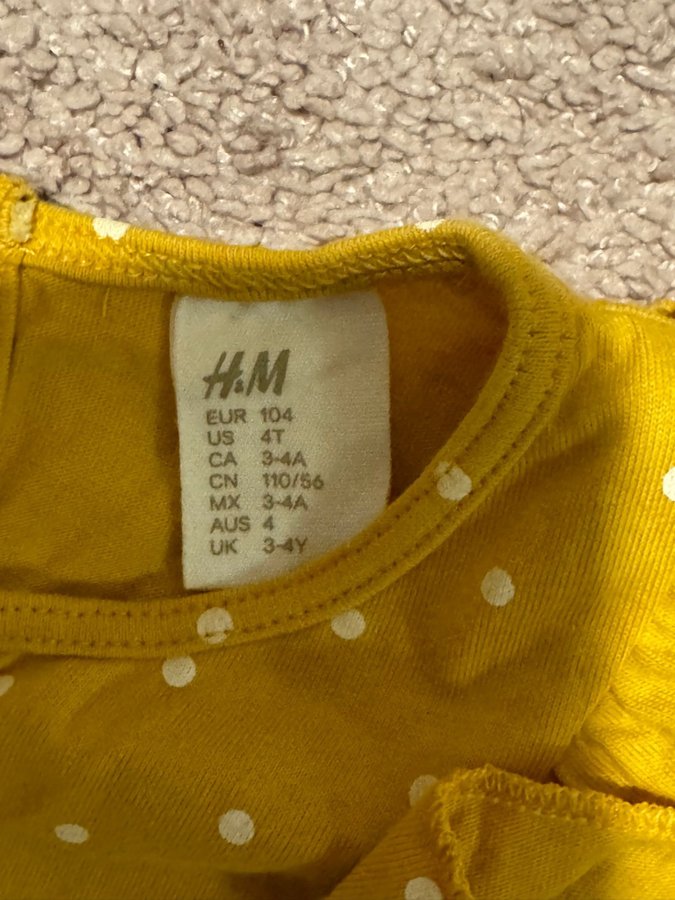 H&M
EUR 104
US 4T
CA 3-4A
CN 110/56
MX 3-4A
AUS 4
UK 3-4Y